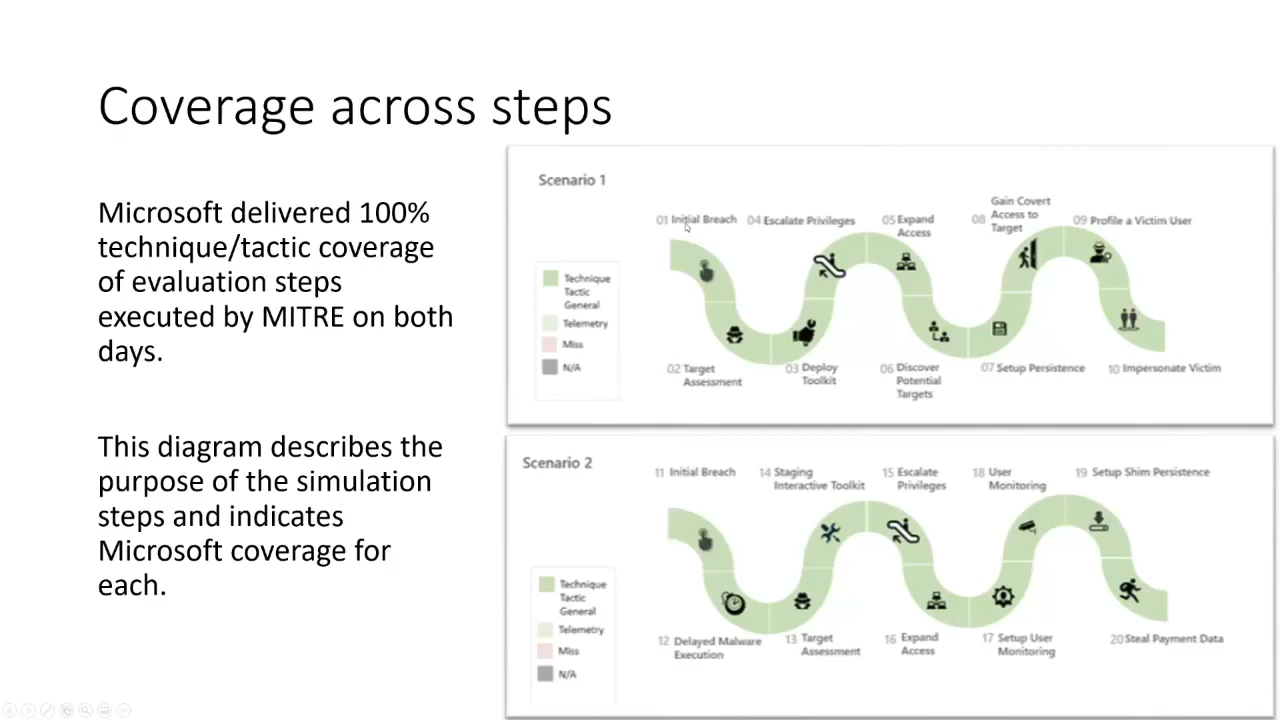 Coverage across steps
Microsoft delivered 100%
technique/tactic coverage
of evaluation steps
executed by MITRE on both
days.
This diagram describes the
purpose of the simulation
steps and indicates
Microsoft coverage for
each.
Scenario 1
01 Initial Breach
04 Escalate Privileges
05 Expand
Access
08 Gain Covert
Access to
Target
09 Profile a Victim User
Technique
Tactic
General
Telemetry
Miss
N/A
02 Target
Assessment
03 Deploy
Toolkit
06 Discover
Potential
Targets
07 Setup Persistence
10 Impersonate Victim
Scenario 2
11 Initial Breach
14 Staging
Interactive Toolkit
15 Escalate
Privileges
18 User
Monitoring
19 Setup Shim Persistence
Technique
Tactic
General
Telemetry
Miss
N/A
12 Delayed Malware
Execution
13 Target
Assessment
16 Expand
Access
17 Setup User
Monitoring
20 Steal Payment Data